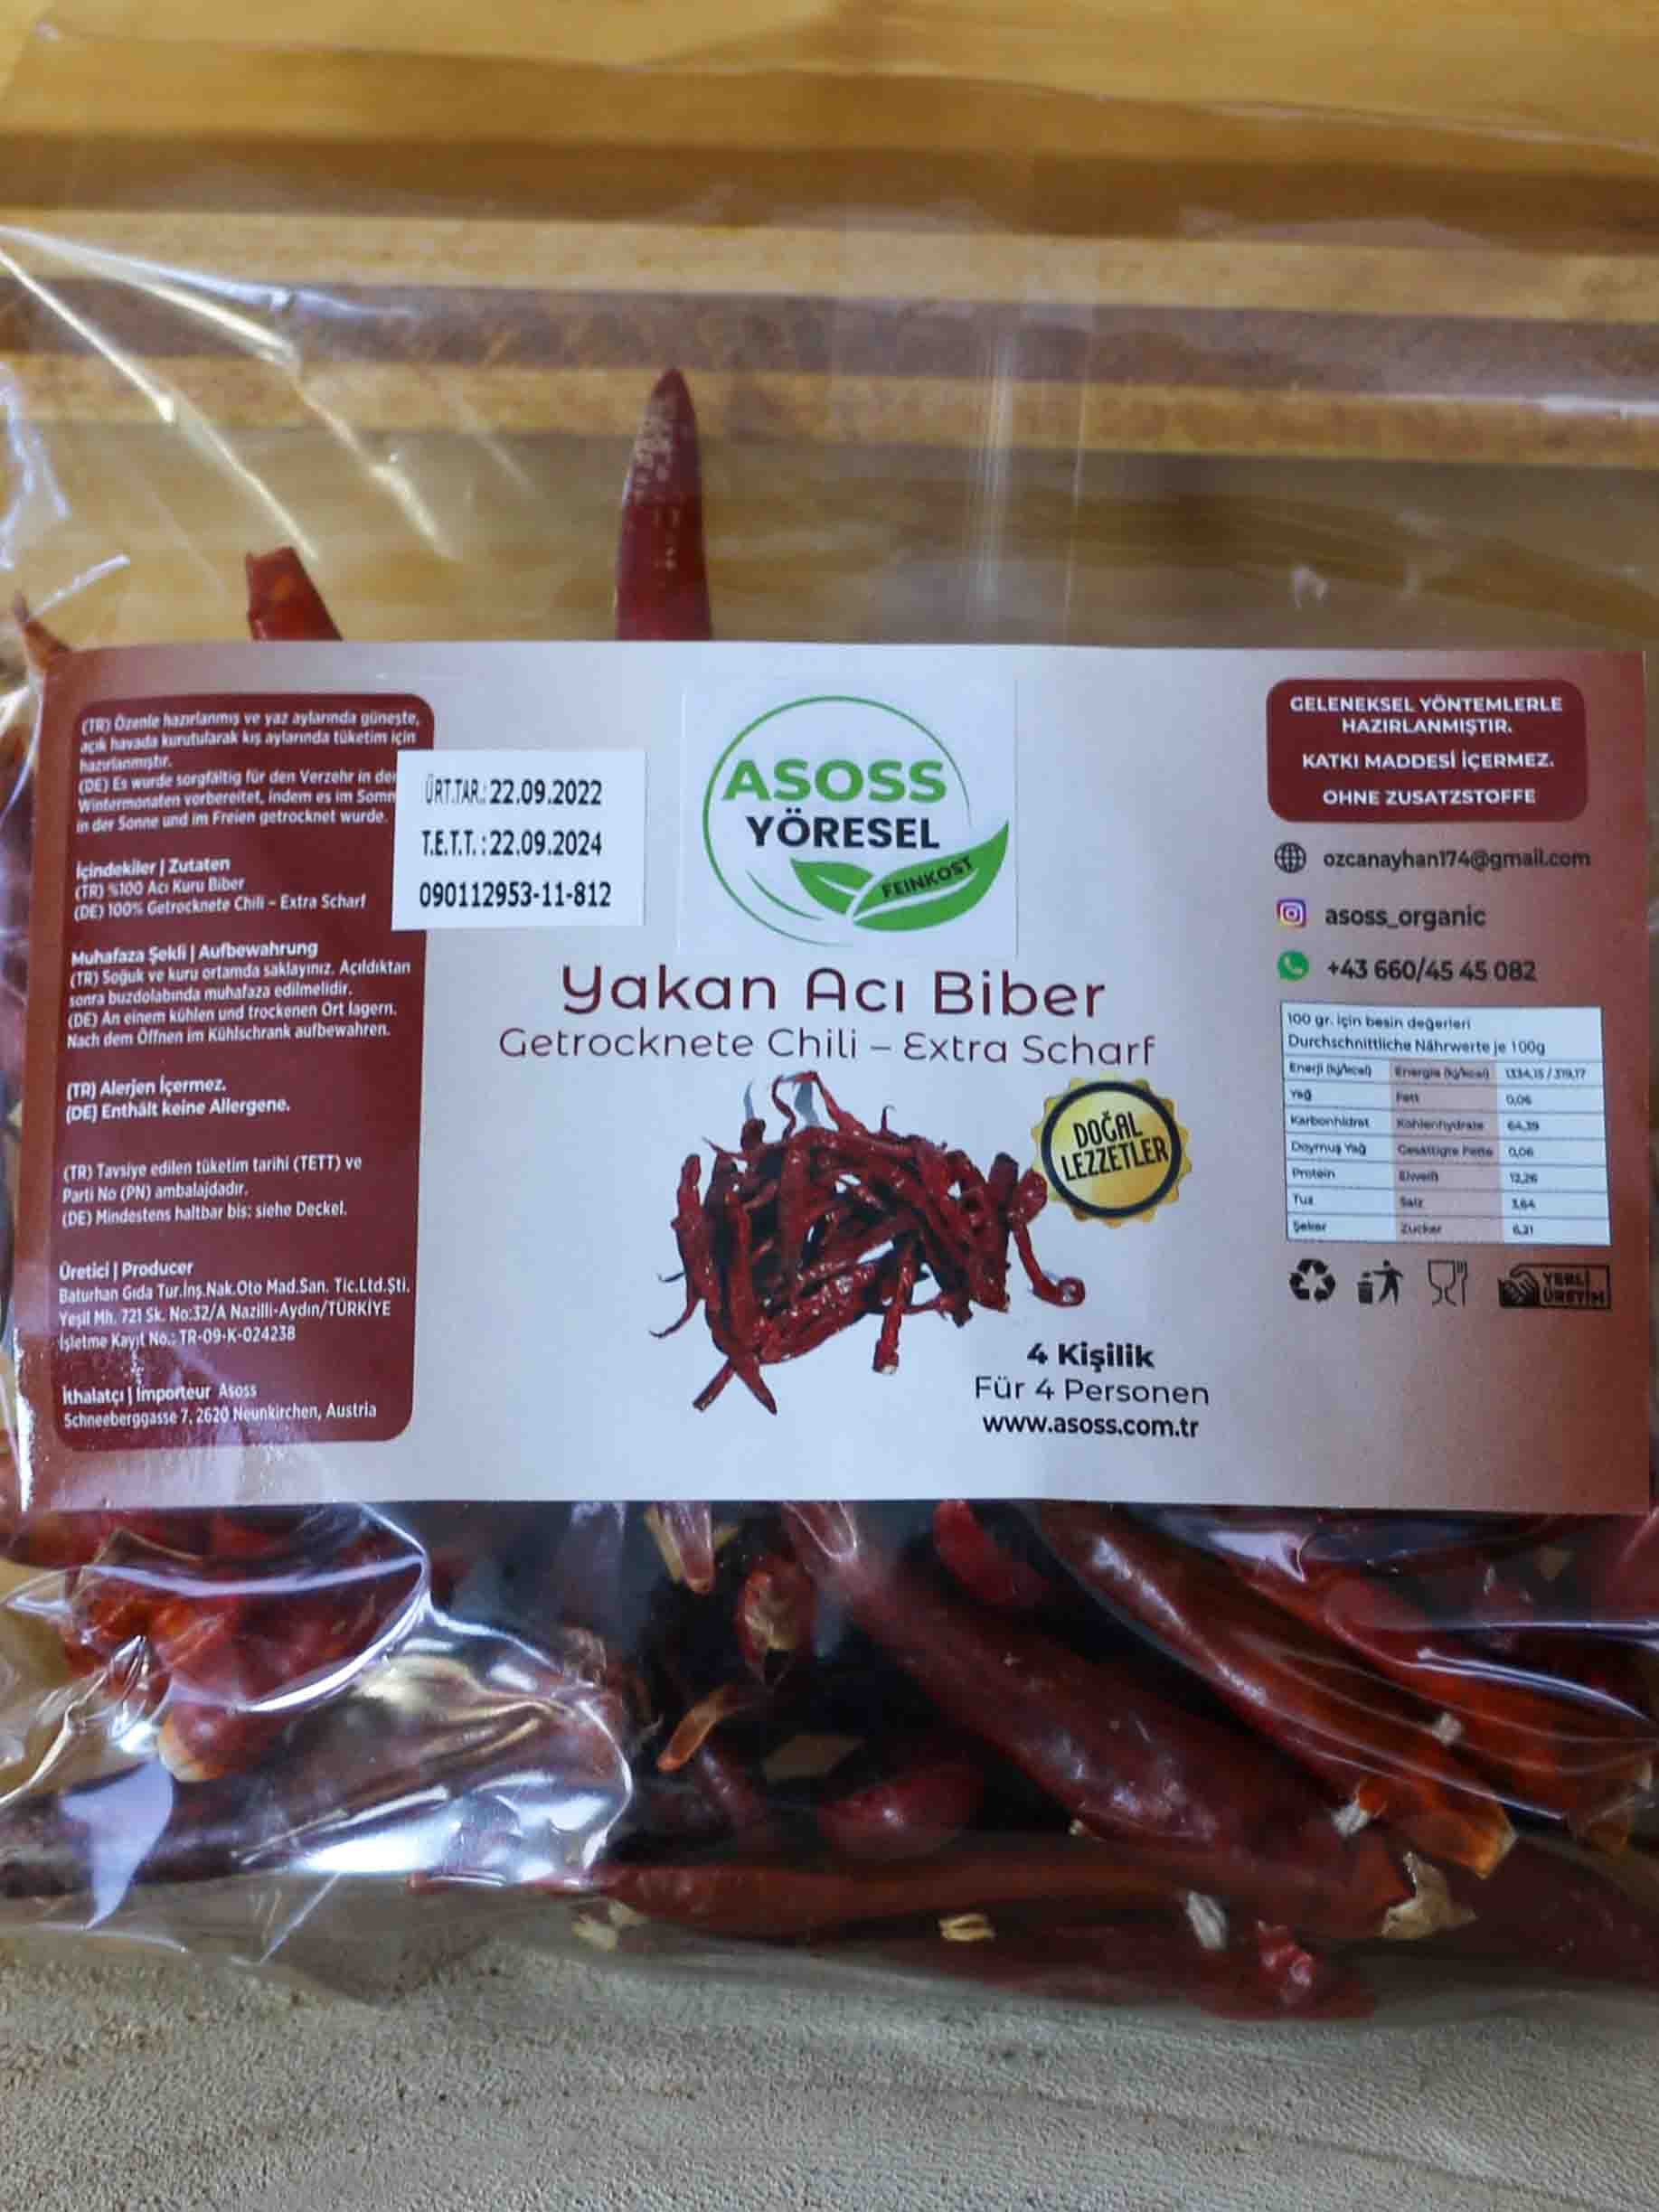 (TR) Özenle hazırlanmış ve yaz aylarında güneşte,
açık havada kurutularak kış aylarında tüketim için
hazırlanmıştır.
(DE) Es wurde sorgfältig für den Verzehr in den
Wintermonaten vorbereitet, indem es im Somm
in der Sonne und im Freien getrocknet wurde.
İçindekiler | Zutaten
(TR) %100 Acı Kuru Biber
(DE) 100% Getrocknete Chili - Extra Scharf
Muhafaza Şekli | Aufbewahrung
(TR) Soğuk ve kuru ortamda saklayınız. Açıldıktan
sonra buzdolabında muhafaza edilmelidir.
(DE) An einem kühlen und trockenen Ort lagern.
Nach dem Öffnen im Kühlschrank aufbewahren.
(TR) Alerjen İçermez.
(DE) Enthält keine Allergene.
(TR) Tavsiye edilen tüketim tarihi (TETT) ve
Parti No (PN) ambalajdadır.
(DE) Mindestens haltbar bis: siehe Deckel.
Üretici | Producer
Baturhan Gıda Tur.İnş.Nak.Oto Mad.San. Tic.Ltd.Şti.
Yeşil Mh. 721 Sk. No:32/A Nazilli-Aydın/TÜRKİYE
İşletme Kayıt No.: TR-09-K-024238
İthalatçı | Importeur Asoss
Schneeberggasse 7, 2620 Neunkirchen, Austria
ÜRT.TAR.: 22.09.2022
T.E.T.T. : 22.09.2024
090112953-11-812
ASOSS
YÖRESEL
FEINKOST
Yakan Acı Biber
Getrocknete Chili – Extra Scharf
DOĞAL
LEZZETLER
4 Kişilik
Für 4 Personen
www.asoss.com.tr
GELENEKSEL YÖNTEMLERLE
HAZIRLANMIŞTIR.
KATKI MADDESİ İÇERMEZ.
OHNE ZUSATZSTOFFE
ozcanayhan174@gmail.com
asoss_organic
+43 660/45 45 082
100 gr. için besin değerleri
Durchschnittliche Nährwerte je 100g
Enerji (kj/kcal) Energie (kj/kcal) 1334,15 / 319,17
Yağ Fett 0,06
Karbonhidrat Kohlenhydrate 64,39
Doymuş Yağ Gesättigte Fette 0,06
Protein Eiweiß 12,26
Tuz Salz 3,64
Şeker Zucker 6,21
YERLİ
ÜRETİM